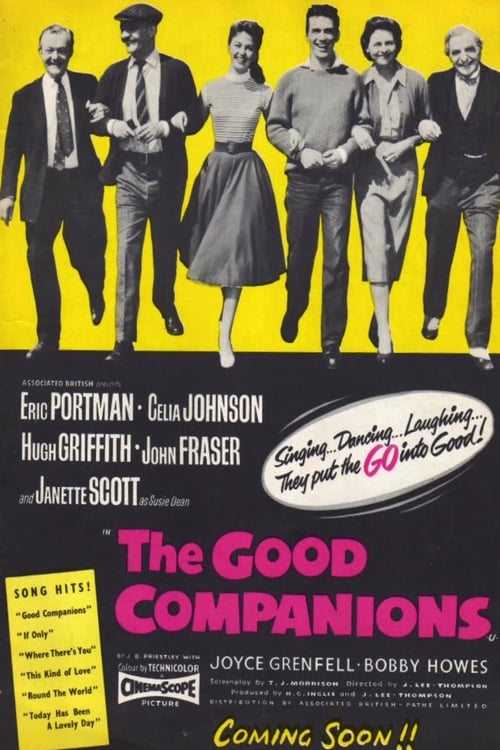 ASSOCIATED BRITISH presents
ERIC PORTMAN · CELIA JOHNSON
HUGH GRIFFITH · JOHN FRASER
and JANETTE SCOTT as Susie Dean
Singing... Dancing... Laughing...
They put the GO into Good!
IN
THE GOOD
COMPANIONS
U
SONG HITS!
"Good Companions"
"If Only"
"Where There's You"
"This Kind of Love"
"Round The World"
"Today Has Been
A Lovely Day"
BY J. B. PRIESTLEY WITH
Colour by TECHNICOLOR
A
CINEMASCOPE
PICTURE
JOYCE GRENFELL · BOBBY HOWES
Screenplay by T. J. MORRISON Directed by J. LEE-THOMPSON
Produced by H. G. INGLIS and J. LEE-THOMPSON
DISTRIBUTION BY ASSOCIATED BRITISH-PATHE LIMITED
COMING SOON!!